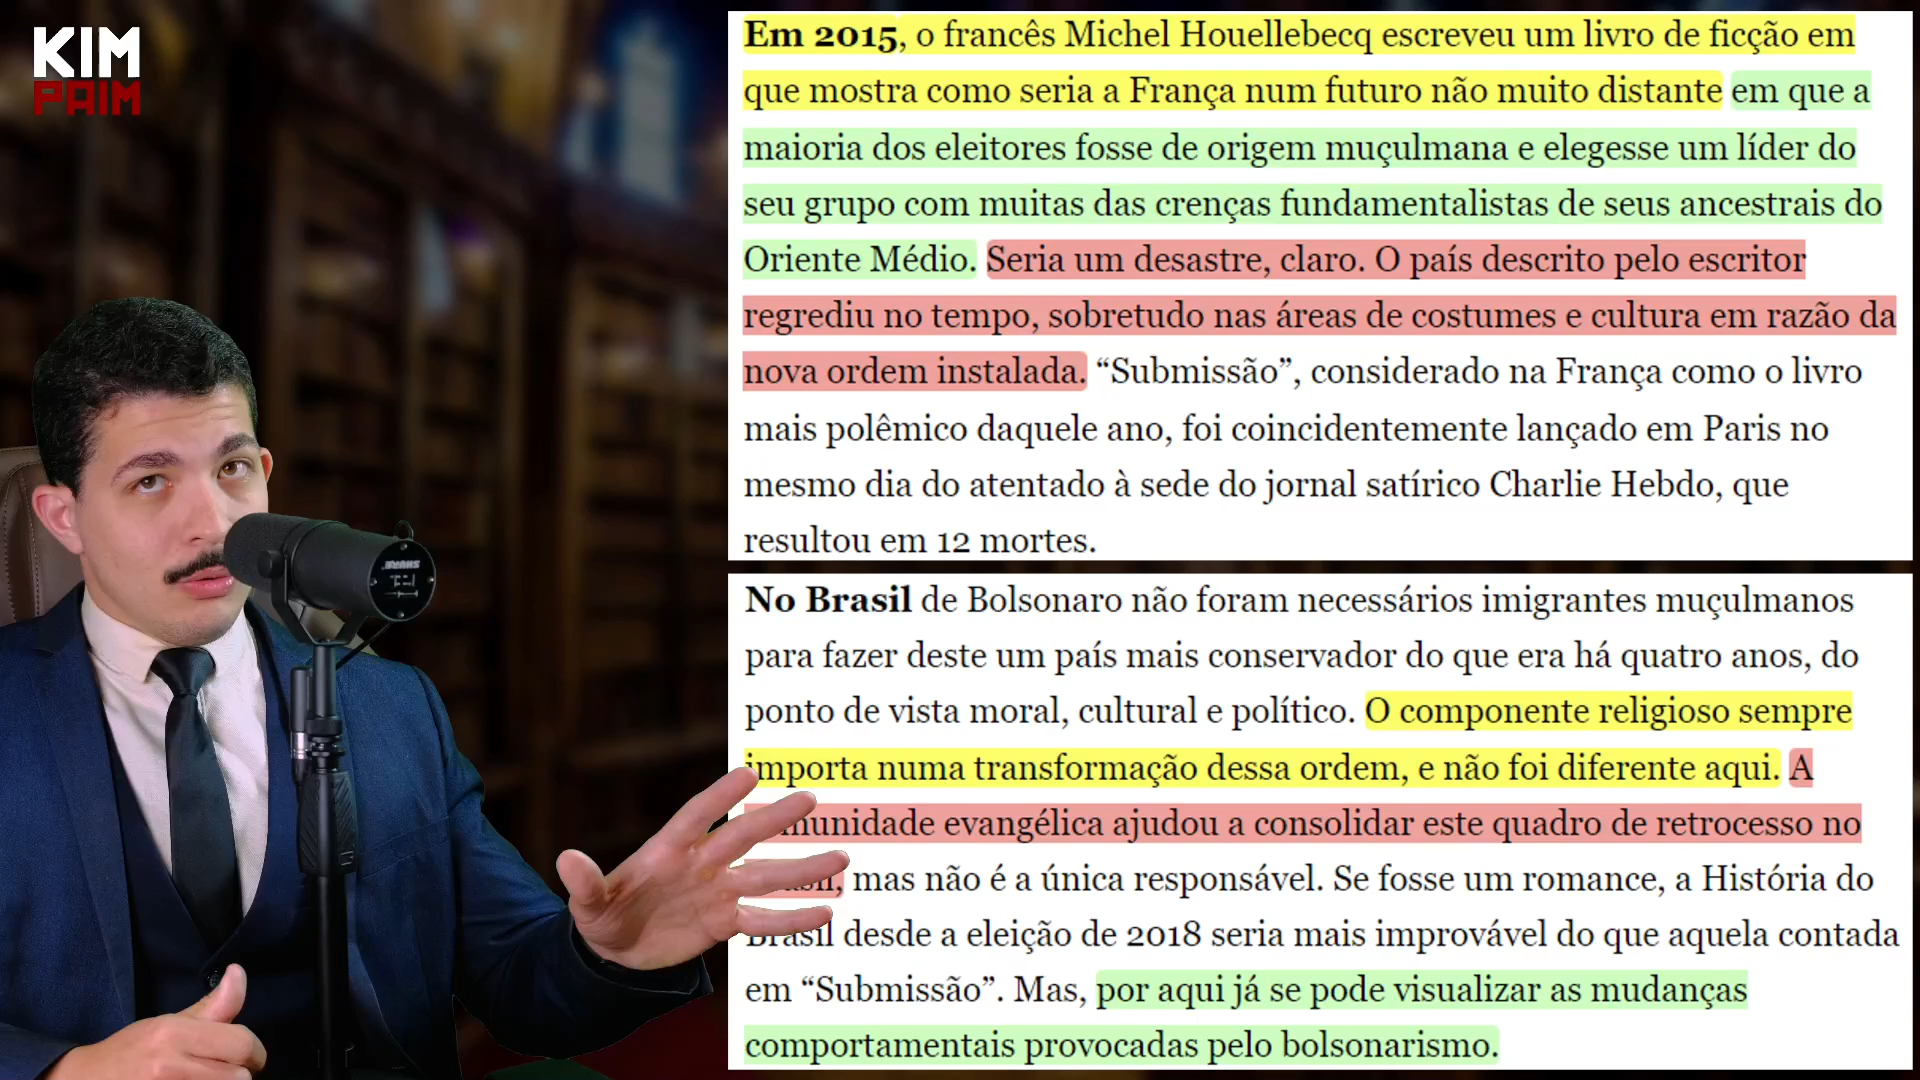 KIM
PAIM
Em 2015, o francês Michel Houellebecq escreveu um livro de ficção em
que mostra como seria a França num futuro não muito distante em que a
maioria dos eleitores fosse de origem muçulmana e elegesse um líder do
seu grupo com muitas das crenças fundamentalistas de seus ancestrais do
Oriente Médio. Seria um desastre, claro. O país descrito pelo escritor
regrediu no tempo, sobretudo nas áreas de costumes e cultura em razão da
nova ordem instalada. “Submissão”, considerado na França como o livro
mais polêmico daquele ano, foi coincidentemente lançado em Paris no
mesmo dia do atentado à sede do jornal satírico Charlie Hebdo, que
resultou em 12 mortes.
No Brasil de Bolsonaro não foram necessários imigrantes muçulmanos
para fazer deste um país mais conservador do que era há quatro anos, do
ponto de vista moral, cultural e político. O componente religioso sempre
importa numa transformação dessa ordem, e não foi diferente aqui. A
evangélica ajudou a consolidar este quadro de retrocesso no
mas não é a única responsável. Se fosse um romance, a História do
Brasil desde a eleição de 2018 seria mais improvável do que aquela contada
em “Submissão”. Mas, por aqui já se pode visualizar as mudanças
comportamentais provocadas pelo bolsonarismo.